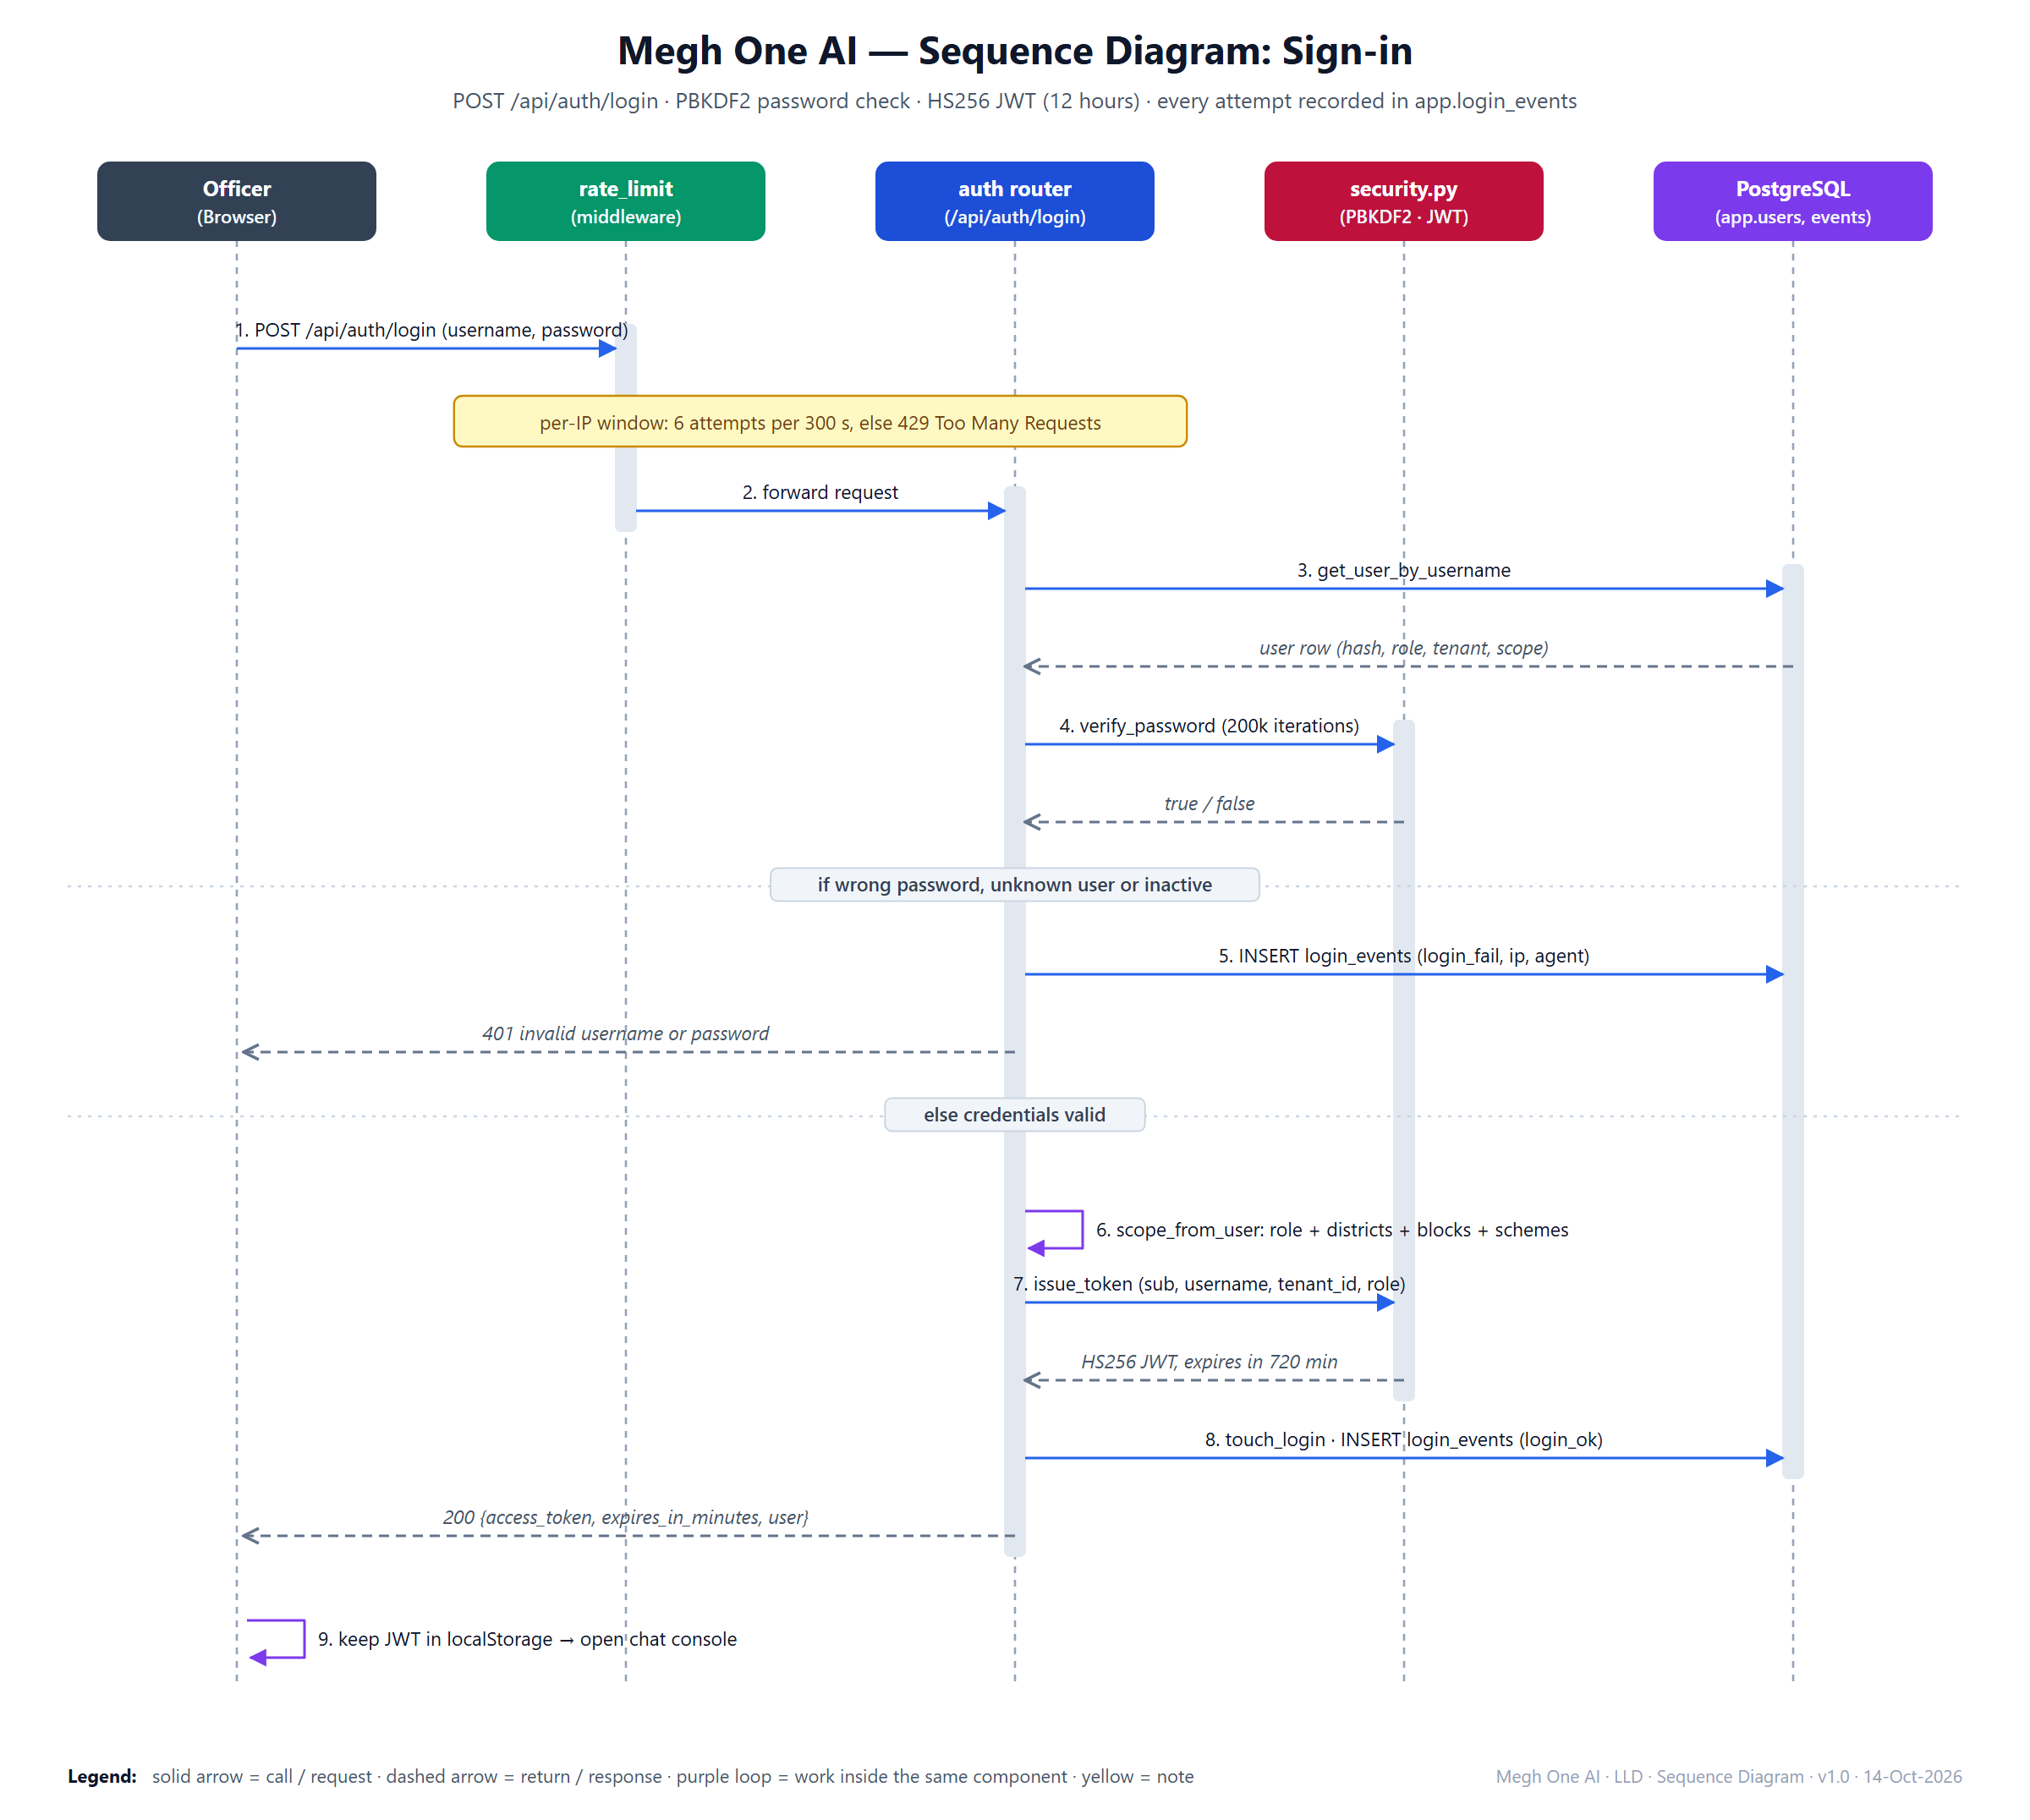 Megh One AI — Sequence Diagram: Sign-in
POST /api/auth/login · PBKDF2 password check · HS256 JWT (12 hours) · every attempt recorded in app.login_events
Officer
(Browser)
rate_limit
(middleware)
auth router
(/api/auth/login)
security.py
(PBKDF2 · JWT)
PostgreSQL
(app.users, events)
1. POST /api/auth/login (username, password)
per-IP window: 6 attempts per 300 s, else 429 Too Many Requests
2. forward request
3. get_user_by_username
user row (hash, role, tenant, scope)
4. verify_password (200k iterations)
true / false
if wrong password, unknown user or inactive
5. INSERT login_events (login_fail, ip, agent)
401 invalid username or password
else credentials valid
6. scope_from_user: role + districts + blocks + schemes
7. issue_token (sub, username, tenant_id, role)
HS256 JWT, expires in 720 min
8. touch_login · INSERT login_events (login_ok)
200 {access_token, expires_in_minutes, user}
9. keep JWT in localStorage → open chat console
Legend: solid arrow = call / request · dashed arrow = return / response · purple loop = work inside the same component · yellow = note
Megh One AI · LLD · Sequence Diagram · v1.0 · 14-Oct-2026